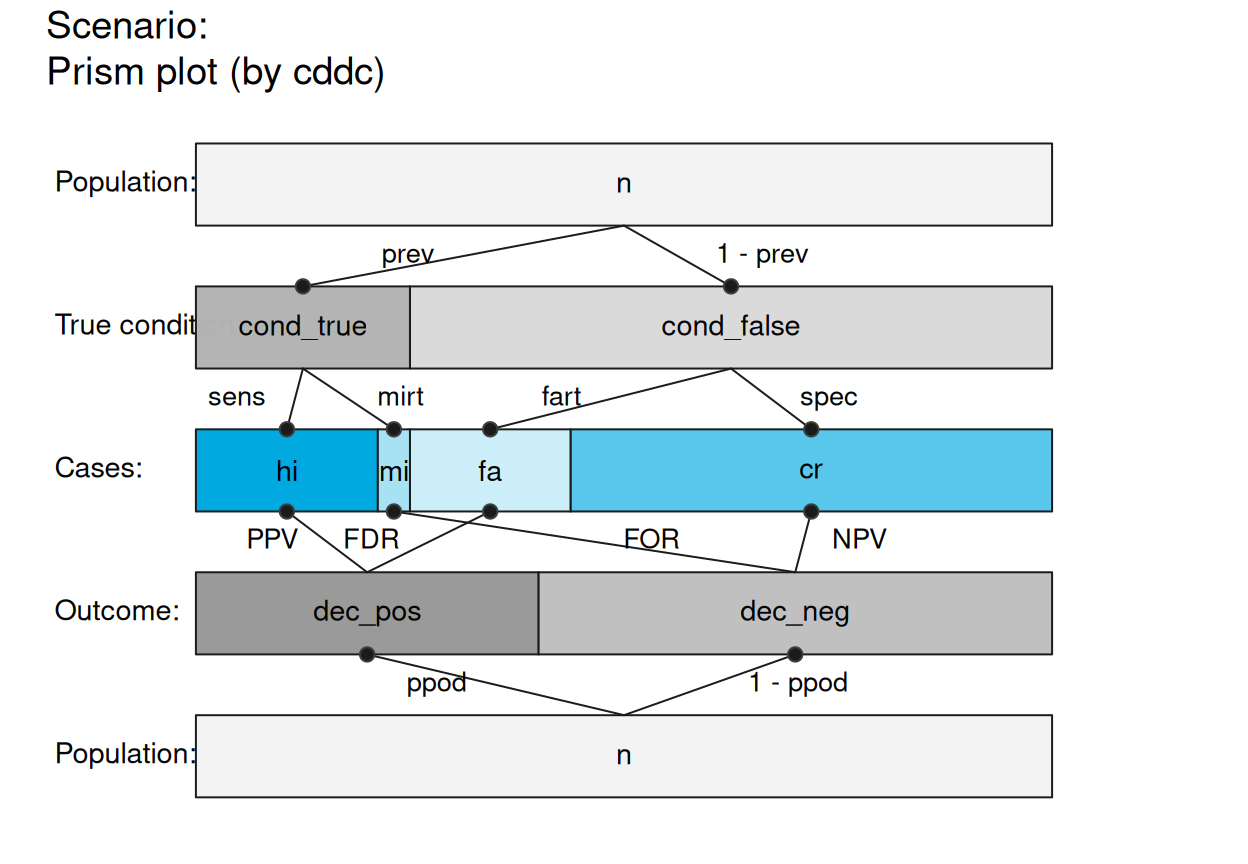 Scenario:
Prism plot (by cddc)
Population:
n
prev
1 - prev
True condit
cond_true
cond_false
sens
mirt
fart
spec
Cases:
hi
mi
fa
cr
PPV
FDR
FOR
NPV
Outcome:
dec_pos
dec_neg
ppod
1 - ppod
Population:
n